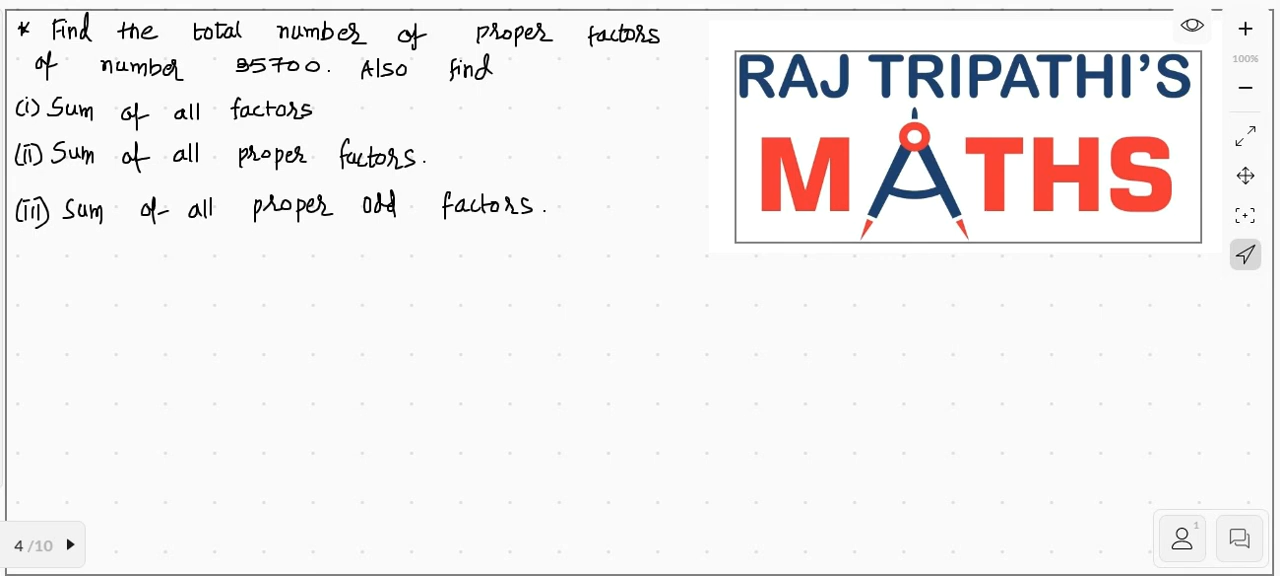 * Find the total number of proper factors
of number 35700. Also find
(i) Sum of all factors
(ii) Sum of all proper factors.
(iii) Sum of all proper odd factors.
RAJ TRIPATHI'S
MATHS
100%
4/10
1